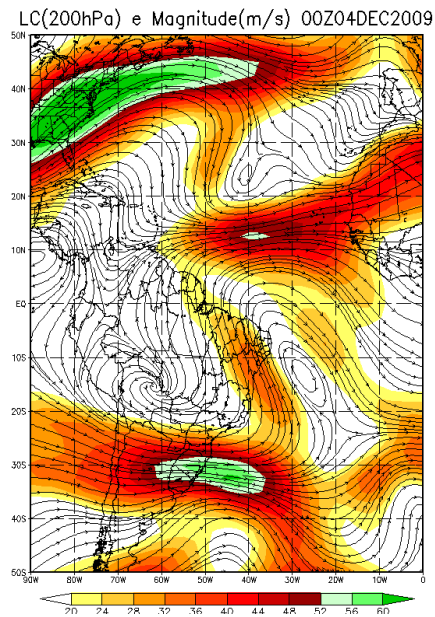 LC(200hPa) e Magnitude(m/s) 00Z04DEC2009
50N
40N
30N
20N
10N
EQ
10S
20S
30S
40S
50S
90W 80W 70W 60W 50W 40W 30W 20W 10W 0
20 24 28 32 36 40 44 48 52 56 60